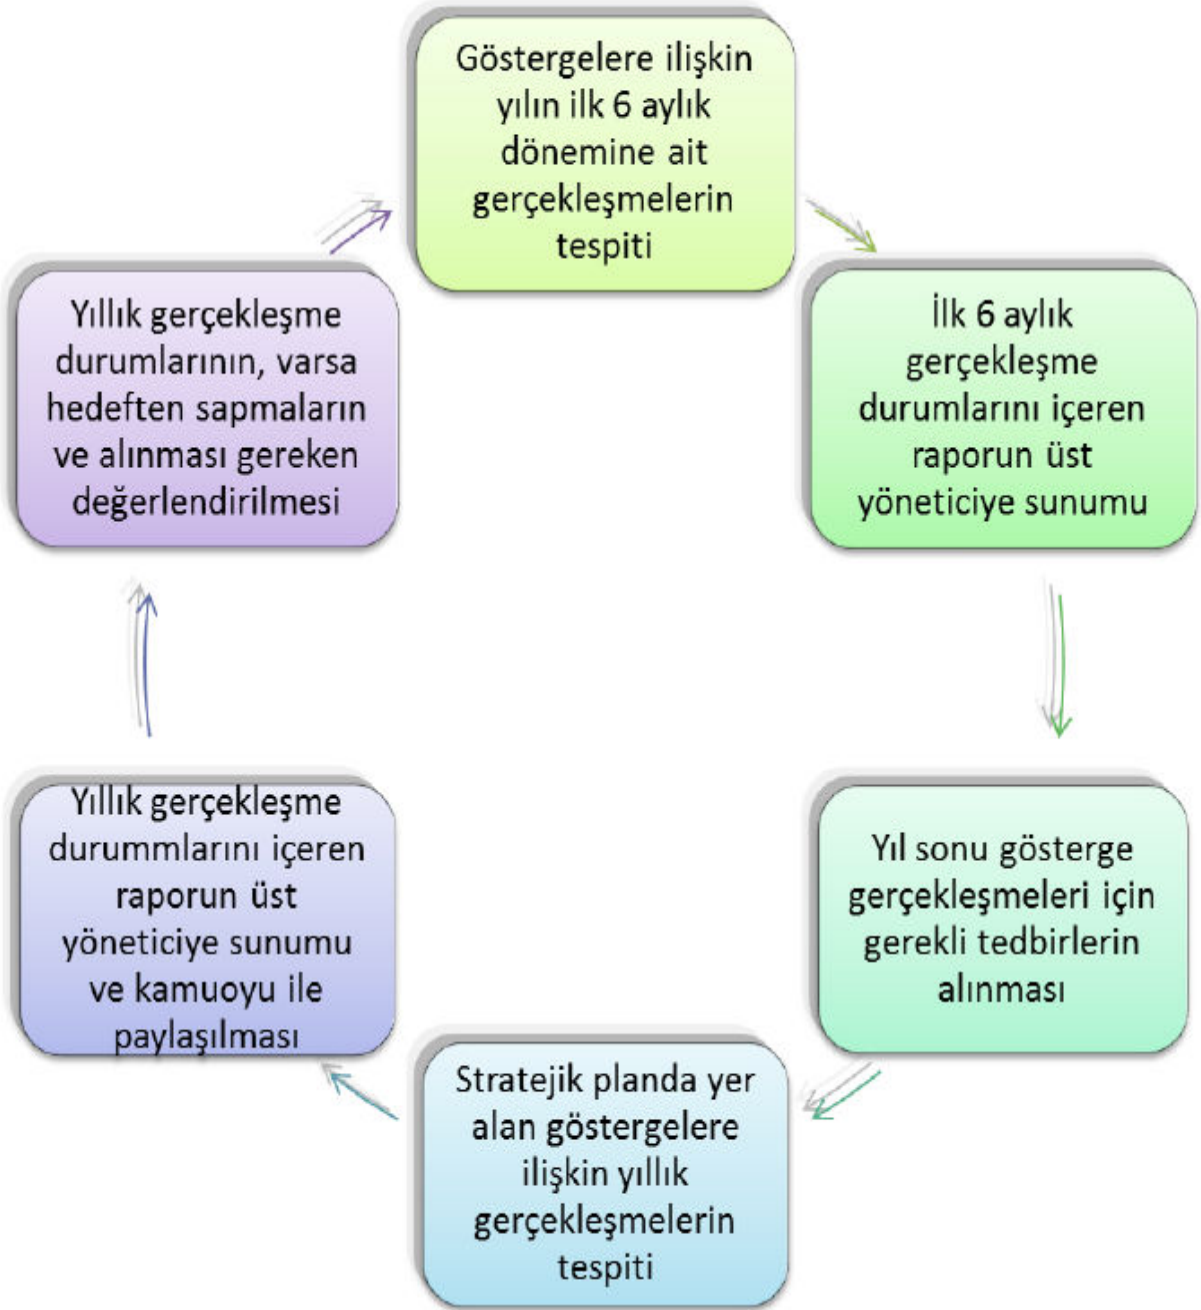 Göstergelere ilişkin
yılın ilk 6 aylık
dönemine ait
gerçekleşmelerin
tespiti
İlk 6 aylık
gerçekleşme
durumlarını içeren
raporun üst
yöneticiye sunumu
Yıl sonu gösterge
gerçekleşmeleri için
gerekli tedbirlerin
alınması
Stratejik planda yer
alan göstergelere
ilişkin yıllık
gerçekleşmelerin
tespiti
Yıllık gerçekleşme
durummlarını içeren
raporun üst
yöneticiye sunumu
ve kamuoyu ile
paylaşılması
Yıllık gerçekleşme
durumlarının, varsa
hedeften sapmaların
ve alınması gereken
değerlendirilmesi